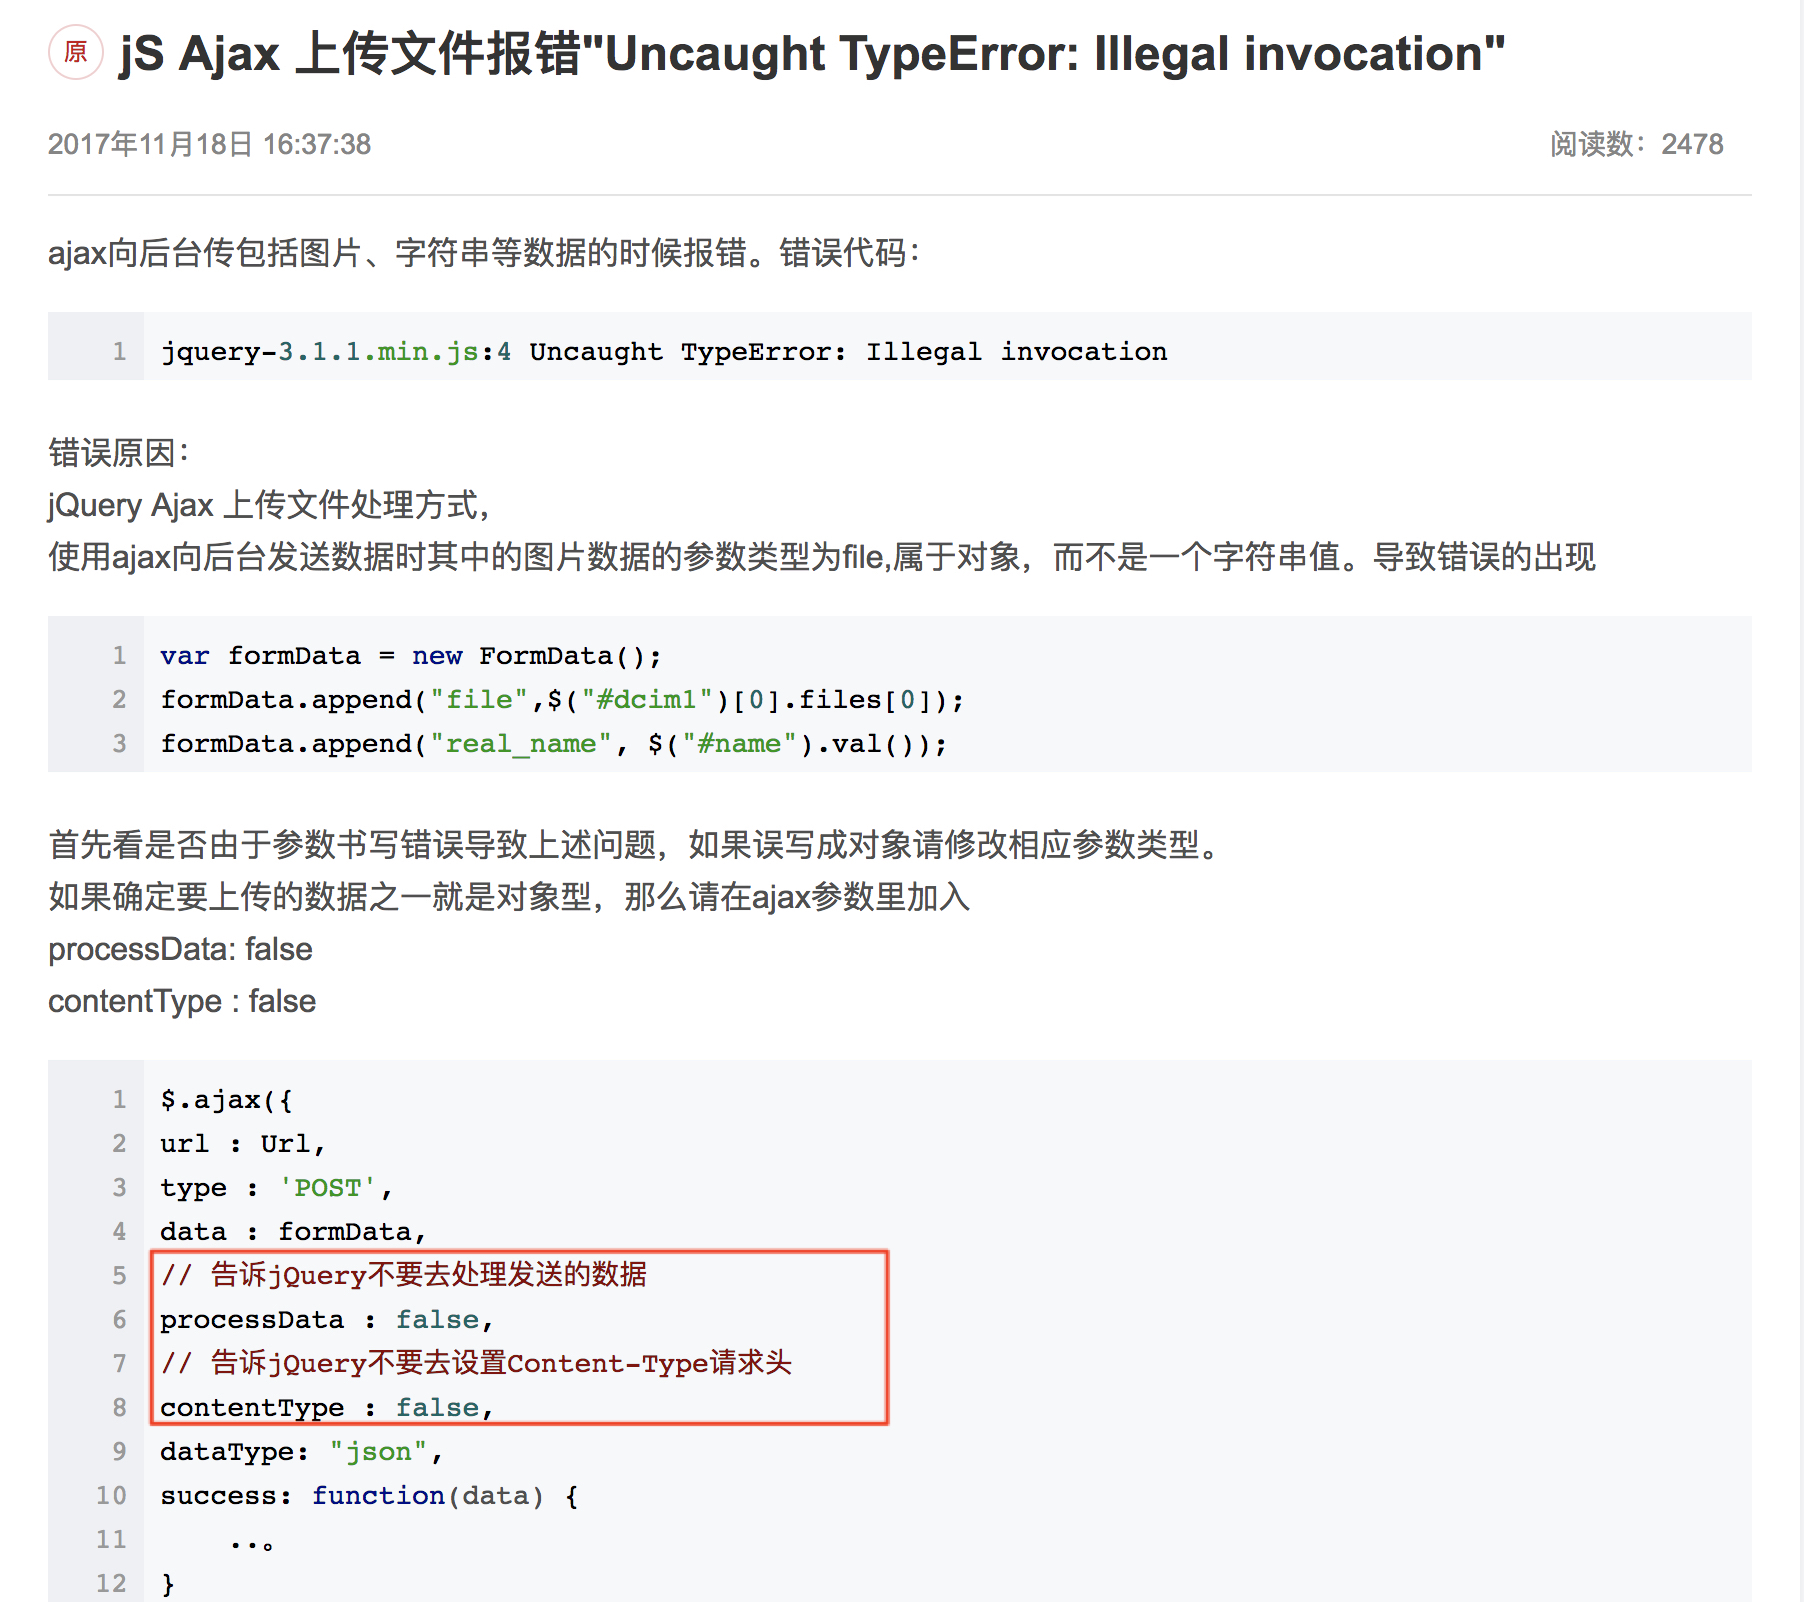 原 jS Ajax 上传文件报错"Uncaught TypeError: Illegal invocation"
2017年11月18日 16:37:38 阅读数：2478
ajax向后台传包括图片、字符串等数据的时候报错。错误代码：
1 jquery-3.1.1.min.js:4 Uncaught TypeError: Illegal invocation
错误原因：
jQuery Ajax 上传文件处理方式，
使用ajax向后台发送数据时其中的图片数据的参数类型为file,属于对象，而不是一个字符串值。导致错误的出现
1 var formData = new FormData();
2 formData.append("file",$("#dcim1")[0].files[0]);
3 formData.append("real_name", $("#name").val());
首先看是否由于参数书写错误导致上述问题，如果误写成对象请修改相应参数类型。
如果确定要上传的数据之一就是对象型，那么请在ajax参数里加入
processData: false
contentType : false
1 $.ajax({
2 url : Url,
3 type : 'POST',
4 data : formData,
5 // 告诉jQuery不要去处理发送的数据
6 processData : false,
7 // 告诉jQuery不要去设置Content-Type请求头
8 contentType : false,
9 dataType: "json",
10 success: function(data) {
11 ..。
12 }